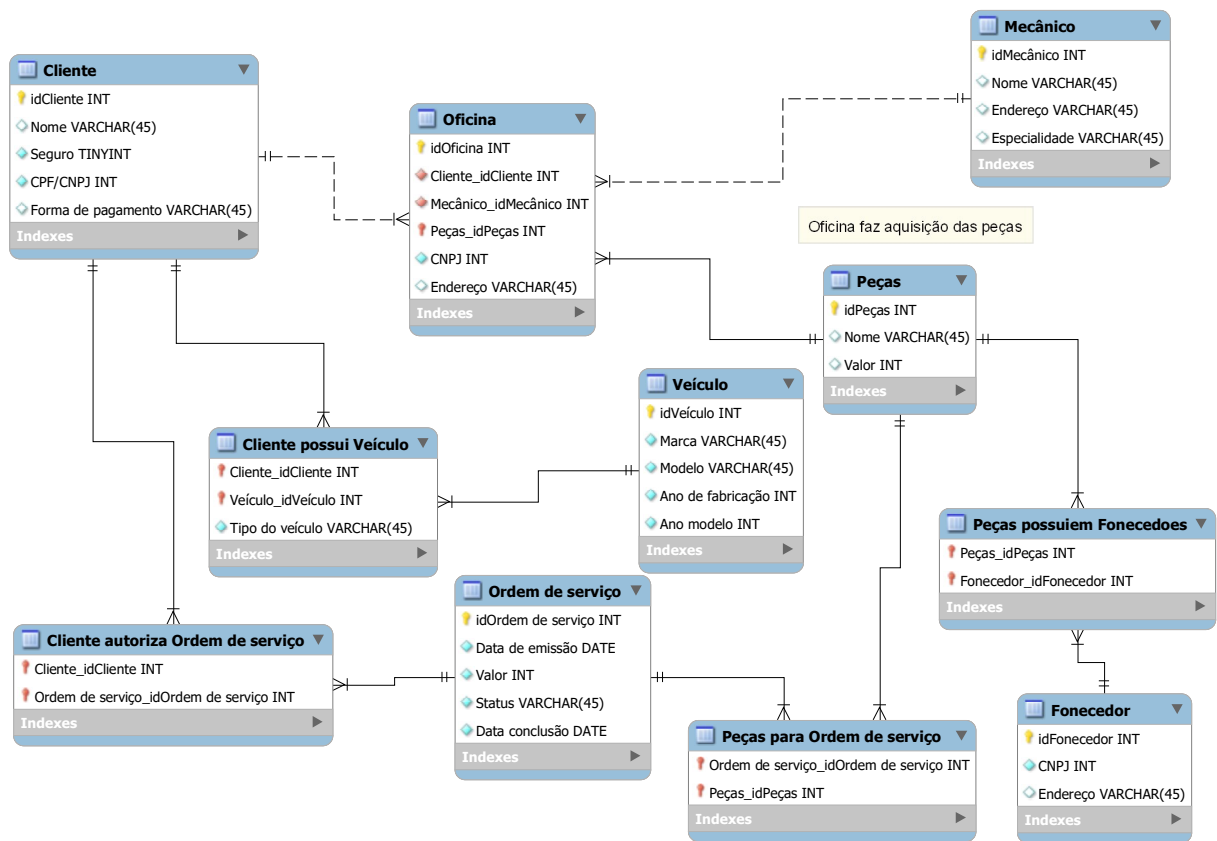 Cliente
idCliente INT
Nome VARCHAR(45)
Seguro TINYINT
CPF/CNPJ INT
Forma de pagamento VARCHAR(45)
Indexes
Oficina
idOficina INT
Cliente_idCliente INT
Mecânico_idMecânico INT
Peças_idPeças INT
CNPJ INT
Endereço VARCHAR(45)
Indexes
Mecânico
idMecânico INT
Nome VARCHAR(45)
Endereço VARCHAR(45)
Especialidade VARCHAR(45)
Indexes
Oficina faz aquisição das peças
Peças
idPeças INT
Nome VARCHAR(45)
Valor INT
Indexes
Veículo
idVeículo INT
Marca VARCHAR(45)
Modelo VARCHAR(45)
Ano de fabricação INT
Ano modelo INT
Indexes
Cliente possui Veículo
Cliente_idCliente INT
Veículo_idVeículo INT
Tipo do veículo VARCHAR(45)
Indexes
Peças possuiem Fonecedoes
Peças_idPeças INT
Fonecedor_idFonecedor INT
Indexes
Cliente autoriza Ordem de serviço
Cliente_idCliente INT
Ordem de serviço_idOrdem de serviço INT
Indexes
Ordem de serviço
idOrdem de serviço INT
Data de emissão DATE
Valor INT
Status VARCHAR(45)
Data conclusão DATE
Indexes
Peças para Ordem de serviço
Ordem de serviço_idOrdem de serviço INT
Peças_idPeças INT
Indexes
Fonecedor
idFonecedor INT
CNPJ INT
Endereço VARCHAR(45)
Indexes